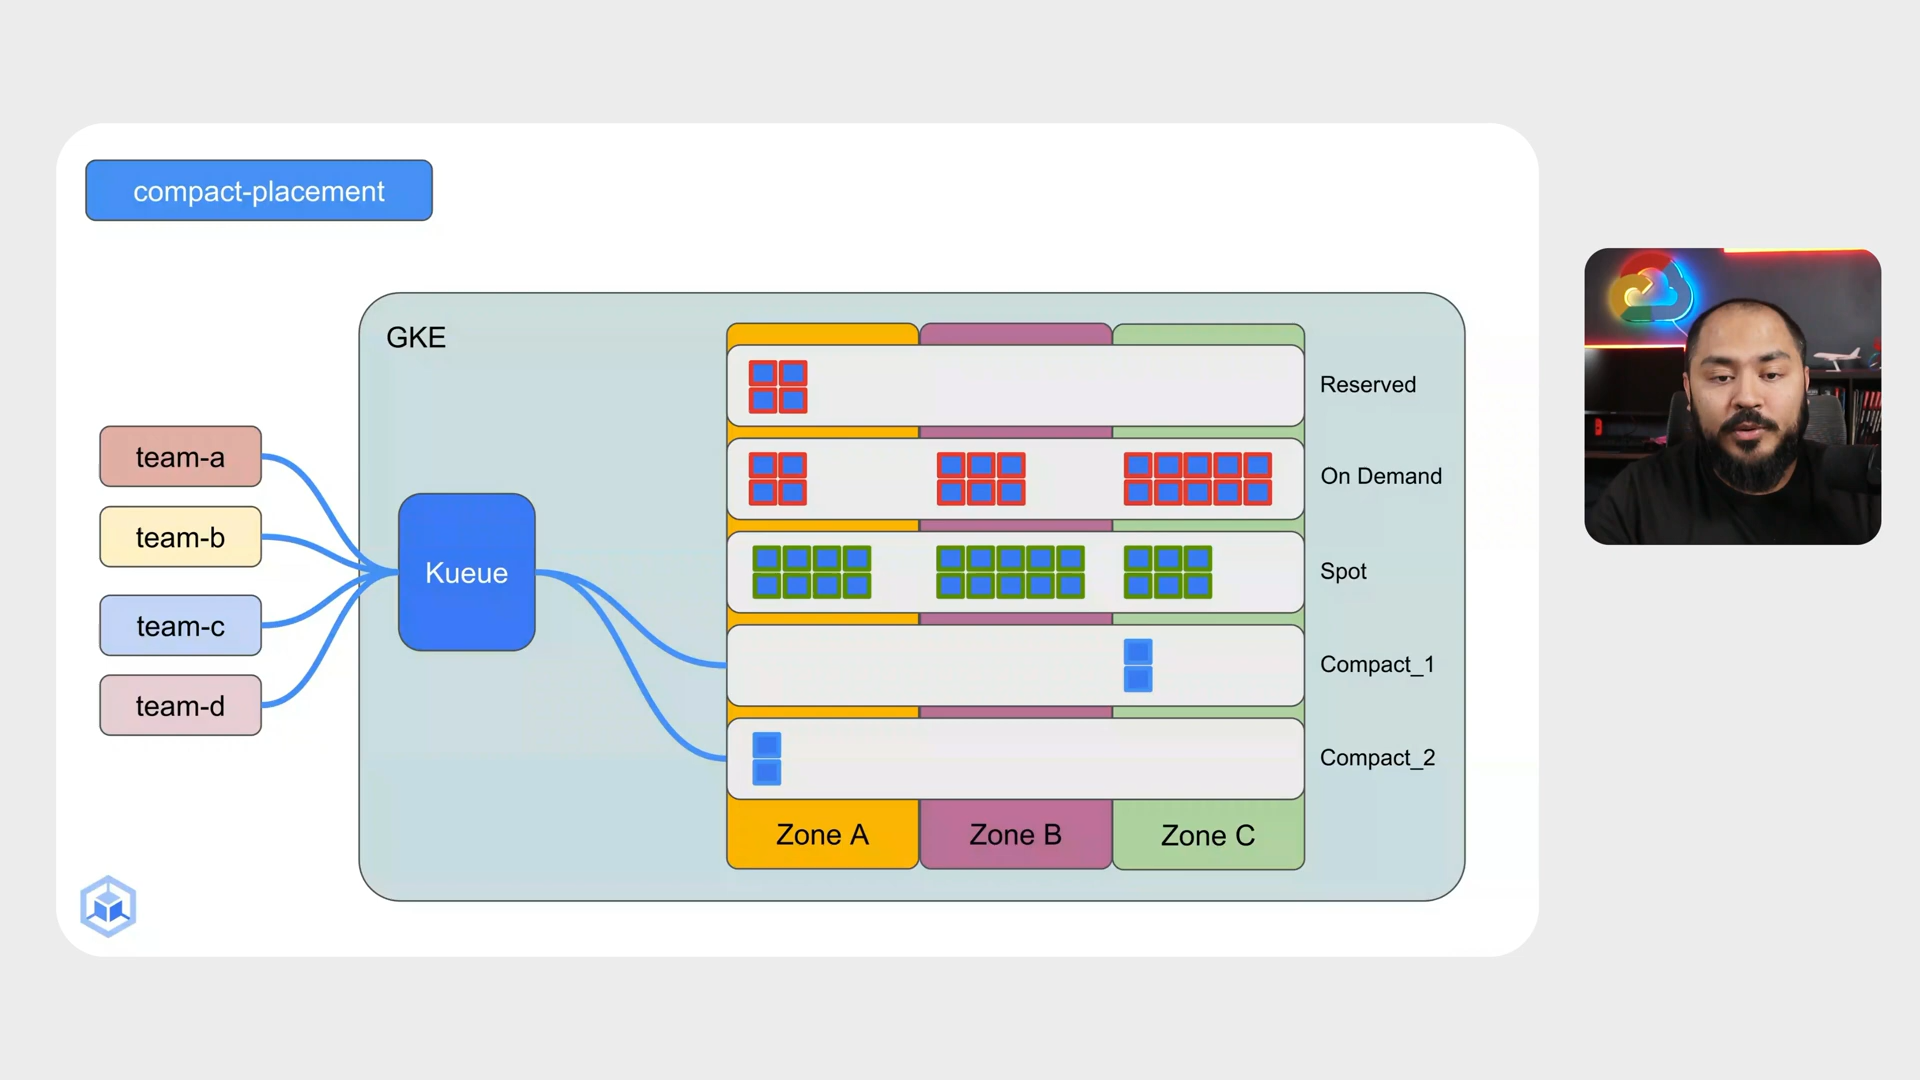 compact-placement
GKE
Reserved
team-a
On Demand
team-b
Kueue
Spot
team-c
Compact_1
team-d
Compact_2
Zone A
Zone B
Zone C